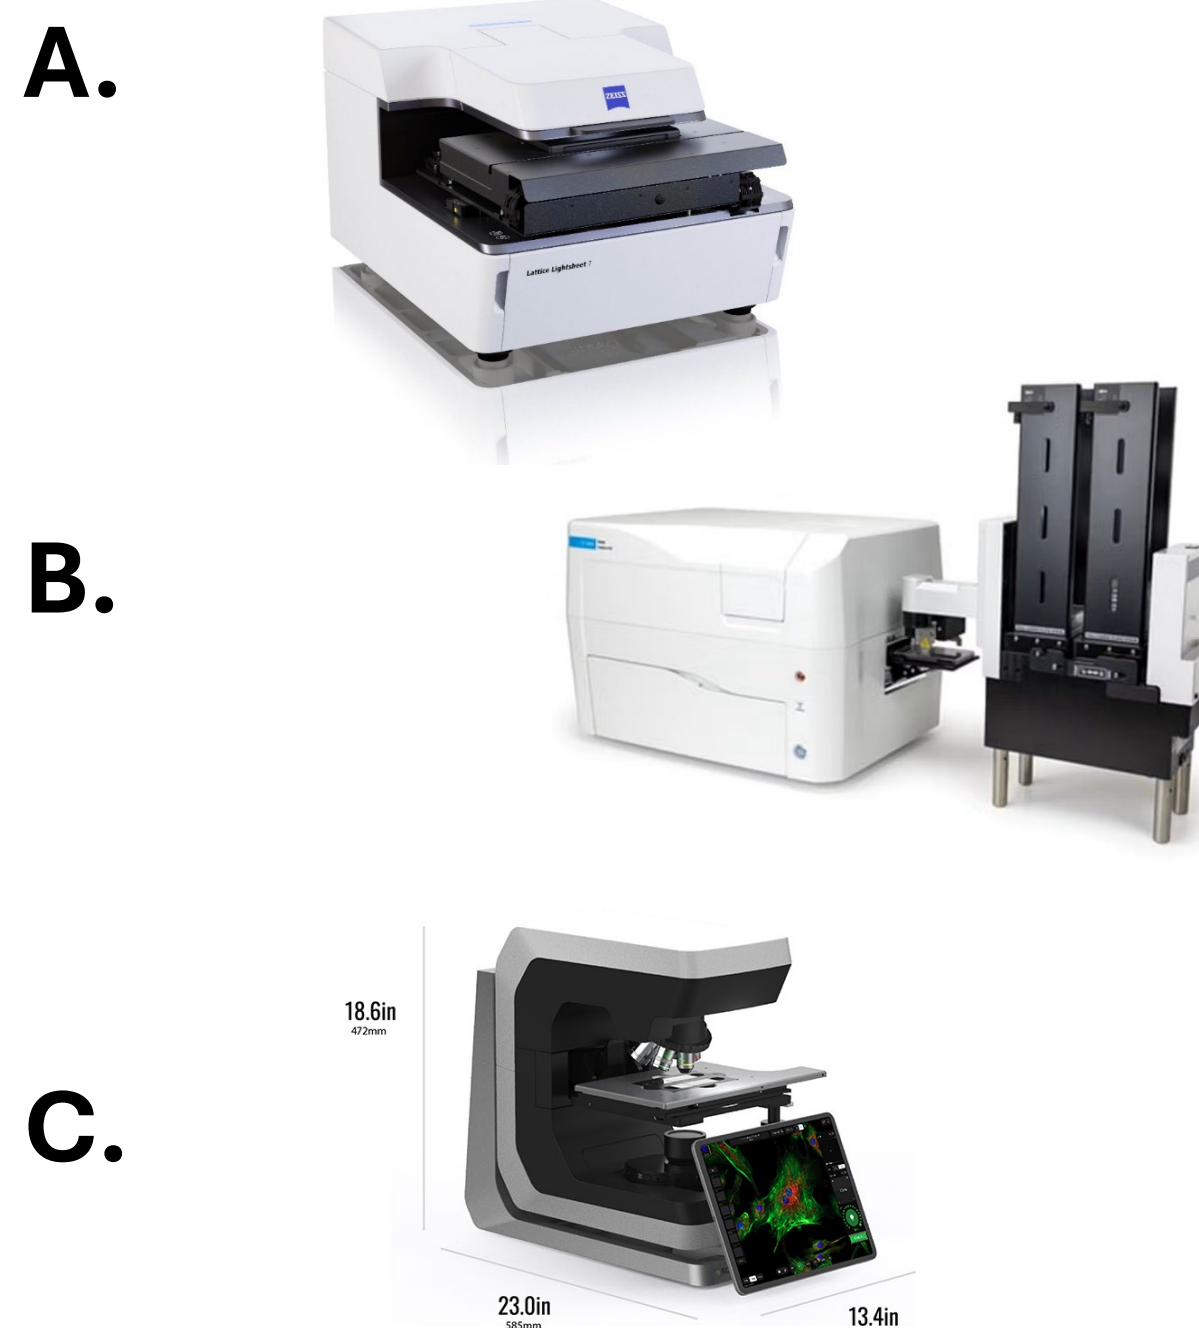 A.
ZEISS
Lattice Lightsheet 7
B.
18.6in
472mm
C.
23.0in
585mm
13.4in